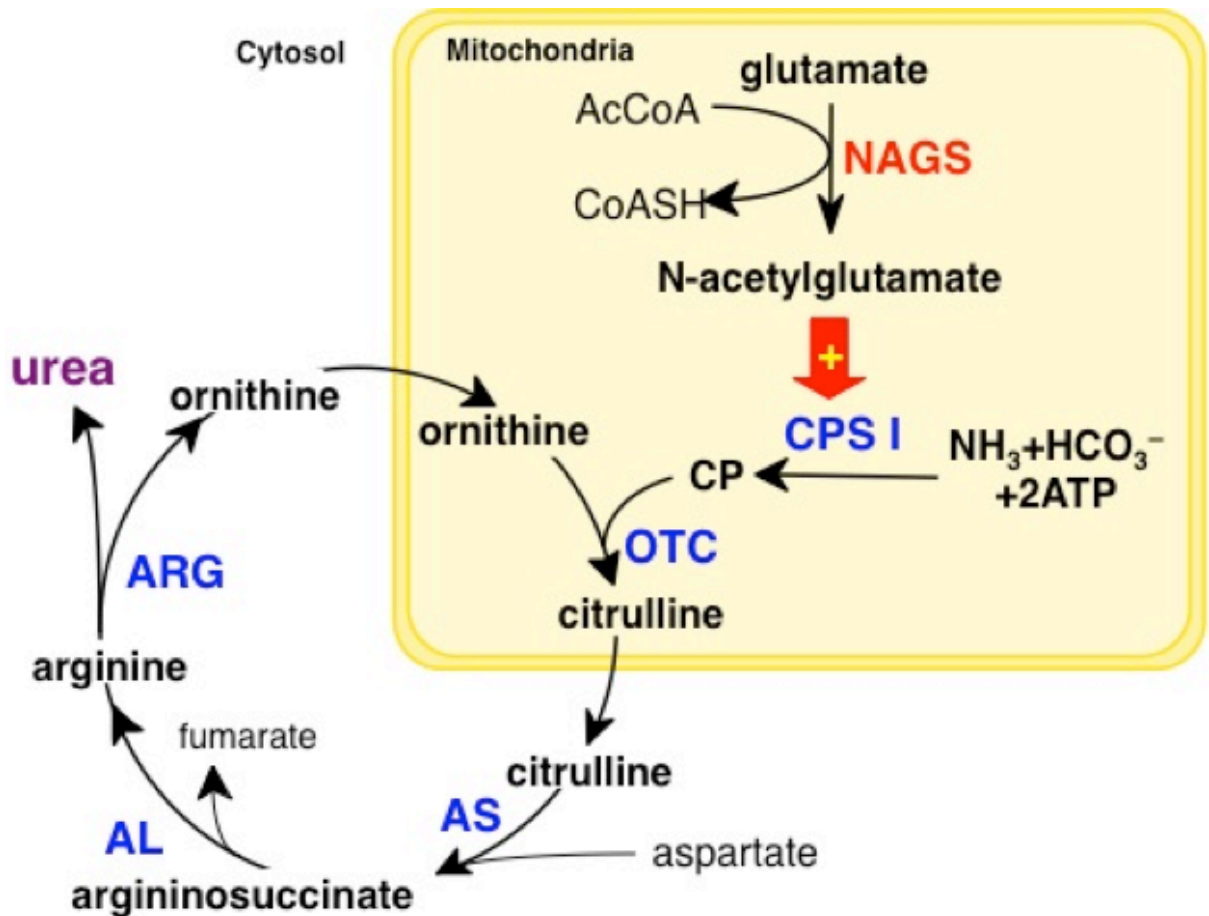 Cytosol
Mitochondria
glutamate
AcCoA
NAGS
CoASH
N-acetylglutamate
+
urea
ornithine
ornithine
CPS I
NH₃+HCO₃⁻
+2ATP
CP
OTC
ARG
citrulline
arginine
fumarate
citrulline
AS
AL
aspartate
argininosuccinate